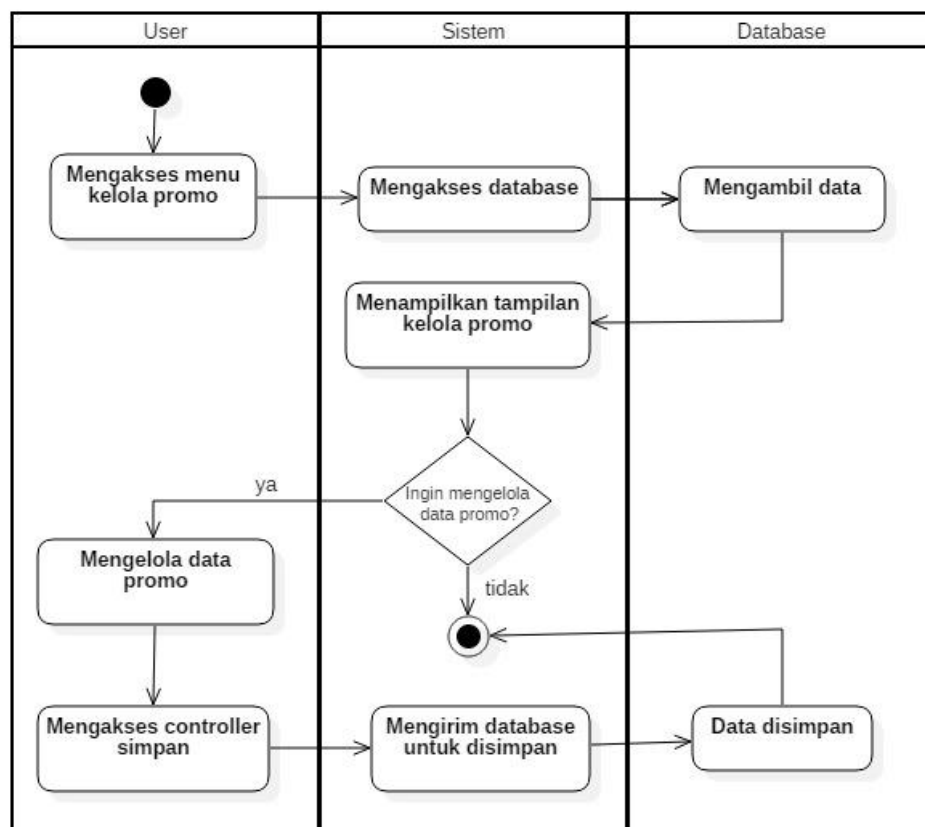 User
Sistem
Database
Mengakses menu
kelola promo
Mengakses database
Mengambil data
Menampilkan tampilan
kelola promo
Ingin mengelola
data promo?
ya
tidak
Mengelola data
promo
Mengakses controller
simpan
Mengirim database
untuk disimpan
Data disimpan